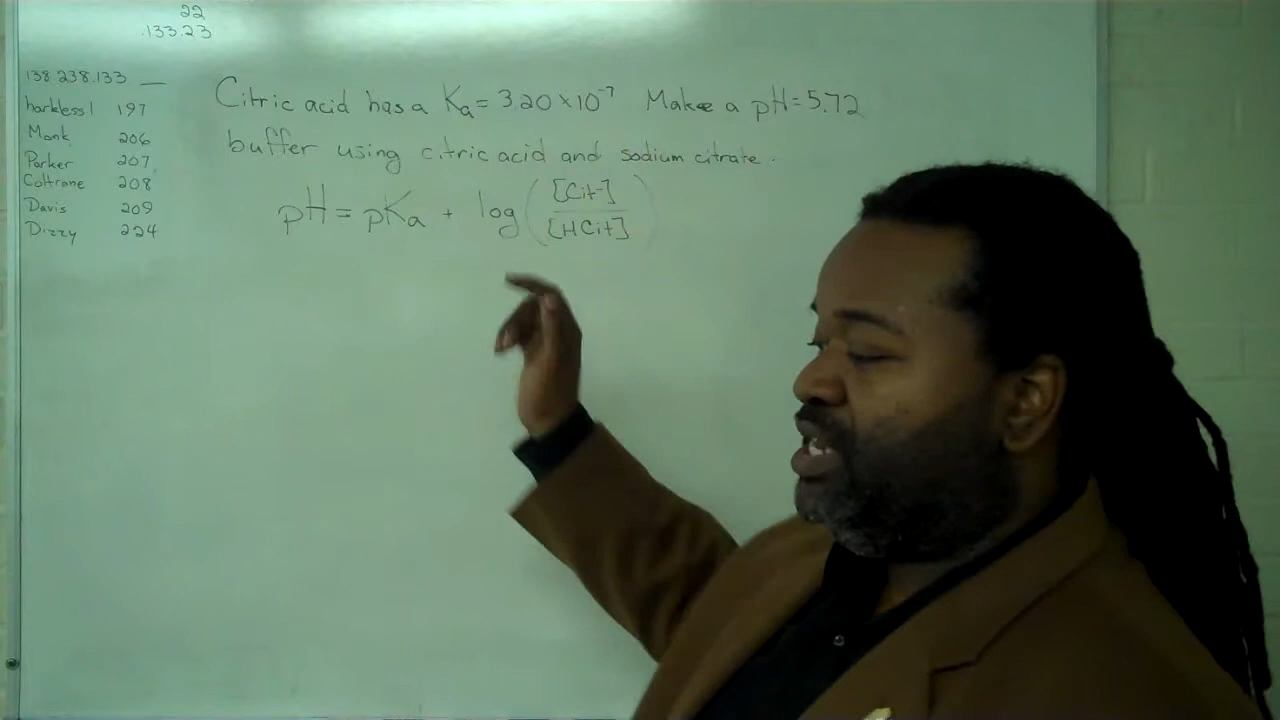 22
.133.23
138.238.133 __
harkless1 197
Monk 206
Parker 207
Coltrane 208
Davis 209
Dizzy 224
Citric acid has a Ka = 3.20 × 10⁻⁷ Make a pH = 5.72
buffer using citric acid and sodium citrate.
pH = pKa + log ([Cit⁻] / [HCit])